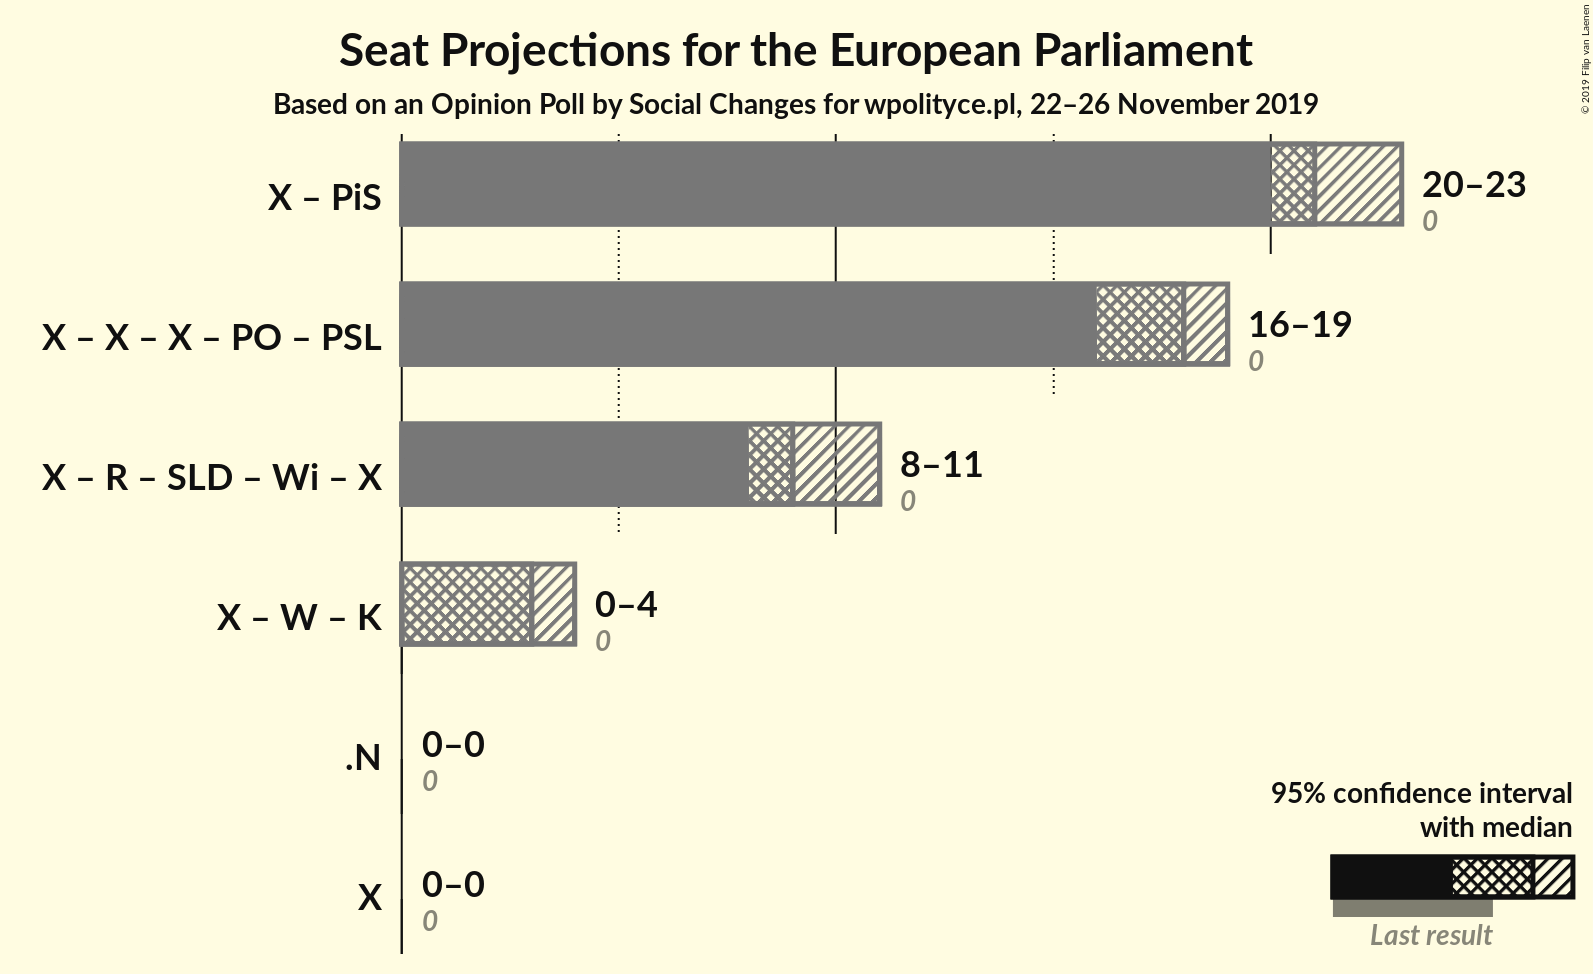 Seat Projections for the European Parliament
Based on an Opinion Poll by Social Changes for wpolityce.pl, 22–26 November 2019
© 2019 Filip van Laenen
X – PiS
20–23
0
X – X – X – PO – PSL
16–19
0
X – R – SLD – Wi – X
8–11
0
X – W – K
0–4
0
.N
0–0
0
X
0–0
0
95% confidence interval
with median
Last result